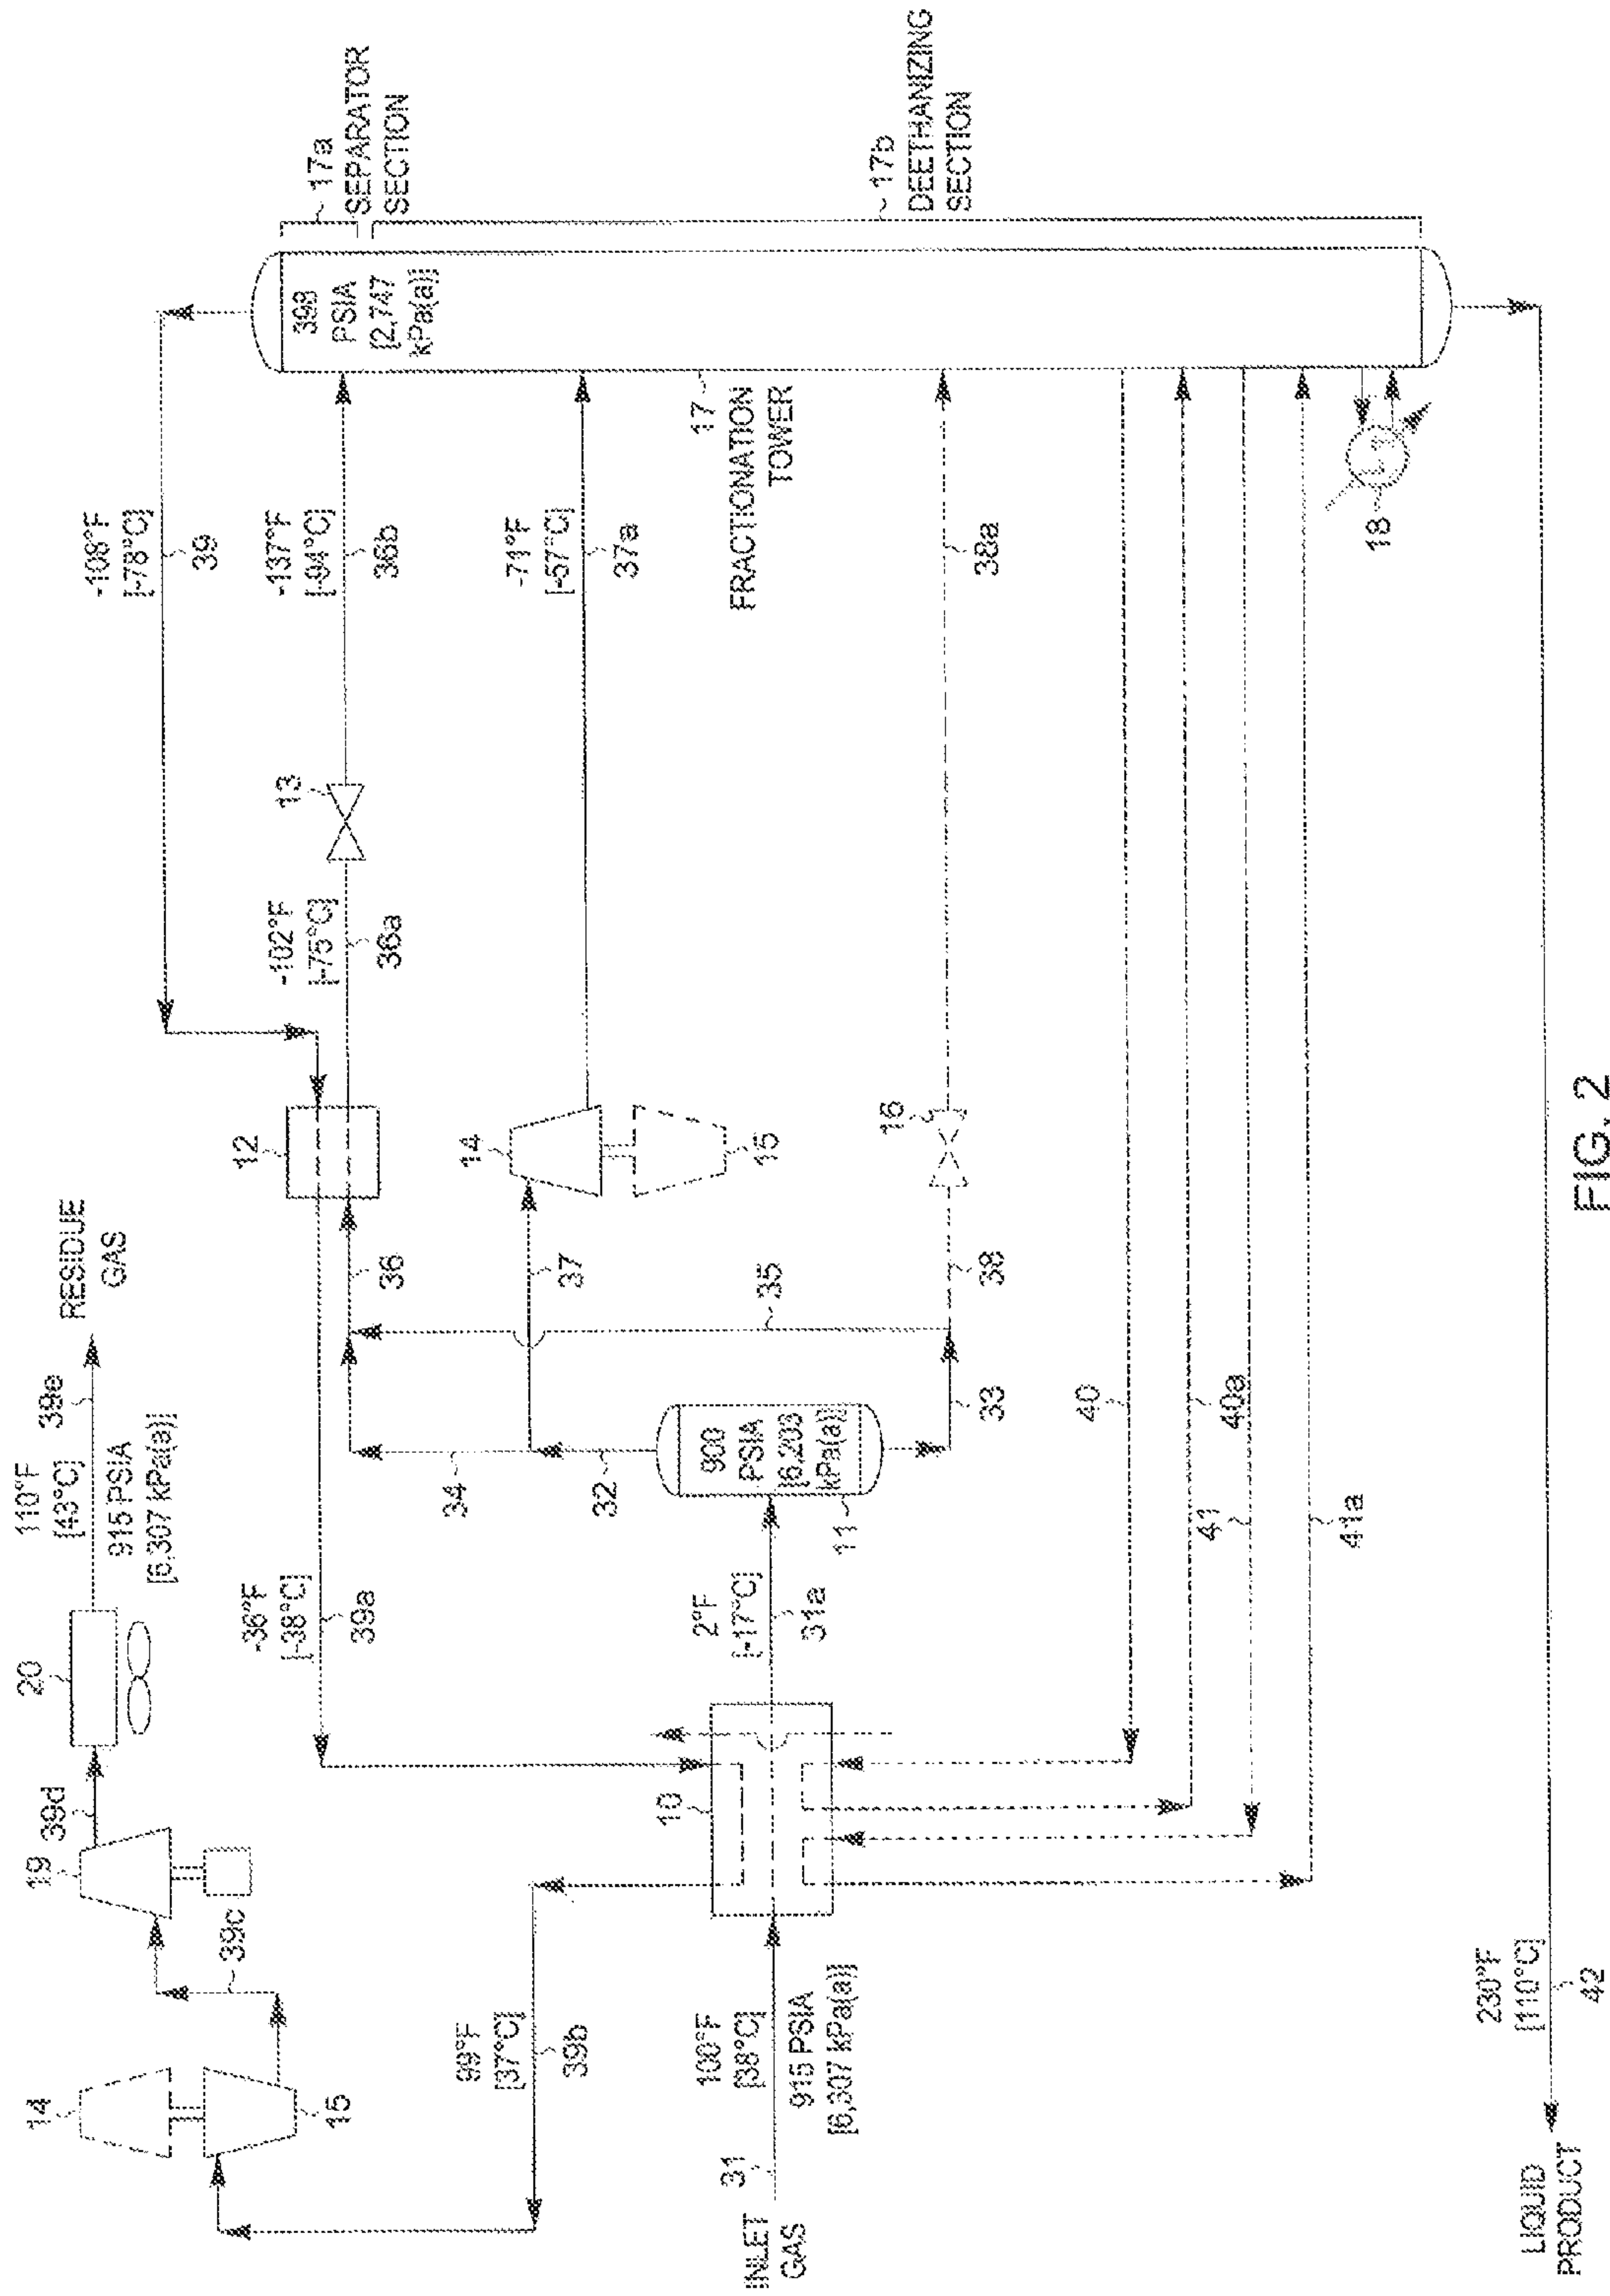 17a
SEPARATOR
SECTION
17b
DEETHANIZING
SECTION
398
PSIA
[2,747
kPa(a)]
17
FRACTIONATION
TOWER
18
-108°F
[-78°C]
39
-137°F
[-94°C]
36b
-71°F
[-57°C]
37a
38a
13
-102°F
[-75°C]
36a
12
14
15
16
36
37
35
38
34
32
33
900
PSIA
[6,203
kPa(a)]
11
40
40a
41
41a
RESIDUE
GAS
39e
110°F
[43°C]
915 PSIA
[6,307 kPa(a)]
20
-36°F
[-38°C]
39a
2°F
[-17°C]
31a
10
39d
19
39c
14
15
99°F
[37°C]
39b
100°F
[38°C]
915 PSIA
[6,307 kPa(a)]
31
INLET
GAS
230°F
[110°C]
42
LIQUID
PRODUCT
FIG. 2